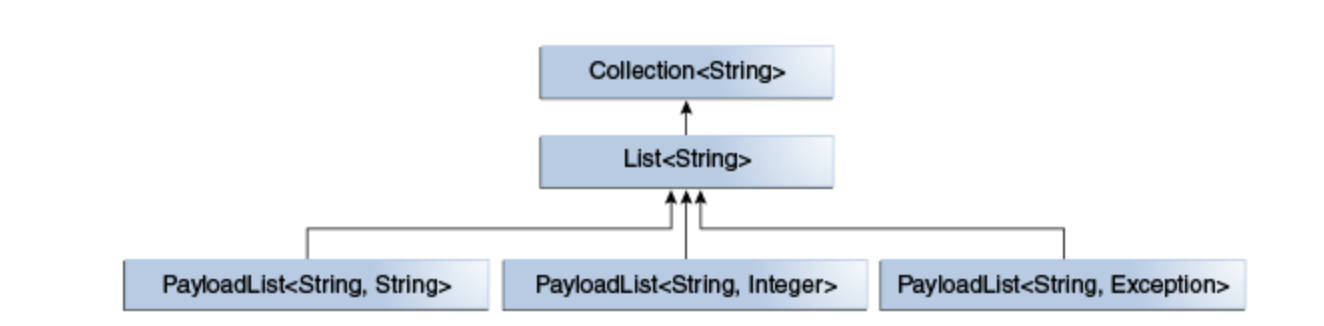 Collection<String>
List<String>
PayloadList<String, String>
PayloadList<String, Integer>
PayloadList<String, Exception>